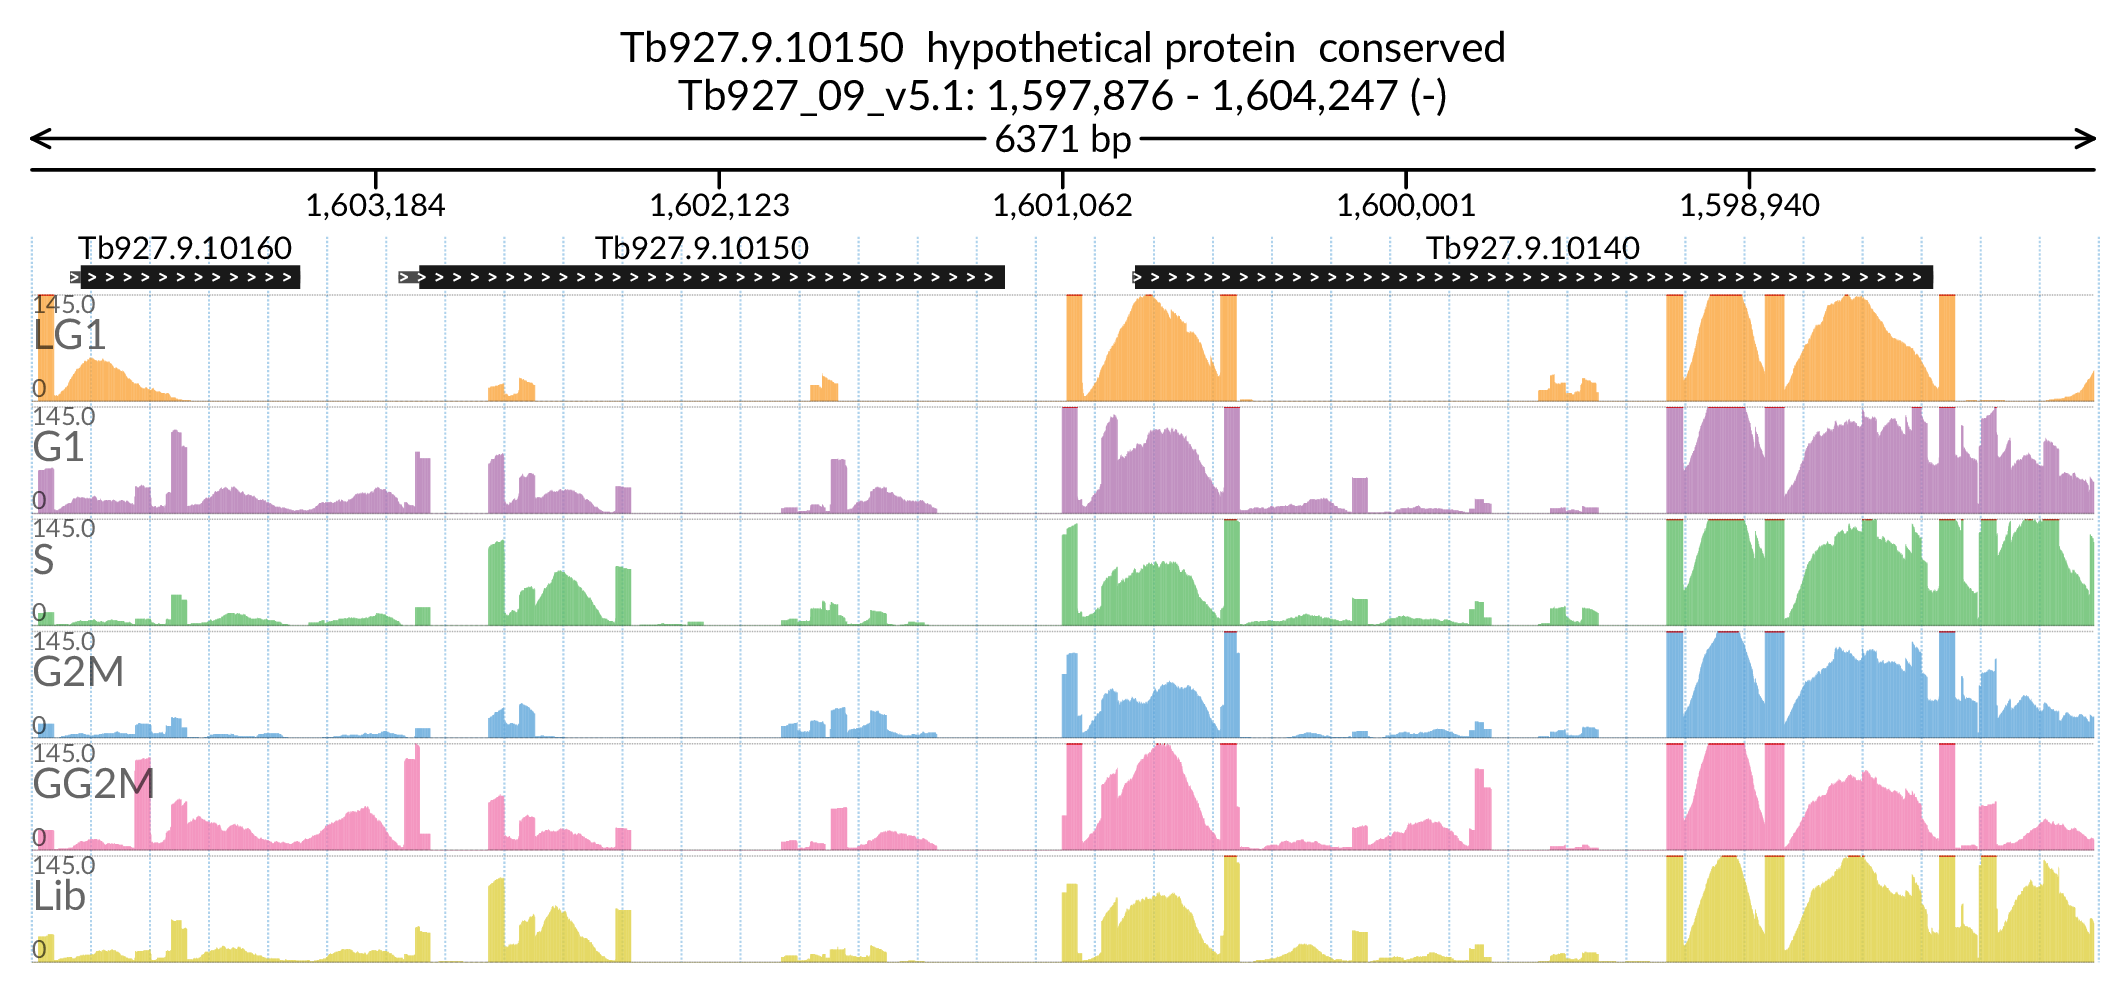 Tb927.9.10150  hypothetical protein  conserved
Tb927_09_v5.1: 1,597,876 - 1,604,247 (-)
6371 bp
1,603,184 1,602,123 1,601,062 1,600,001 1,598,940
Tb927.9.10160 Tb927.9.10150 Tb927.9.10140
145.0
LG1
0
145.0
G1
0
145.0
S
0
145.0
G2M
0
145.0
GG2M
0
145.0
Lib
0